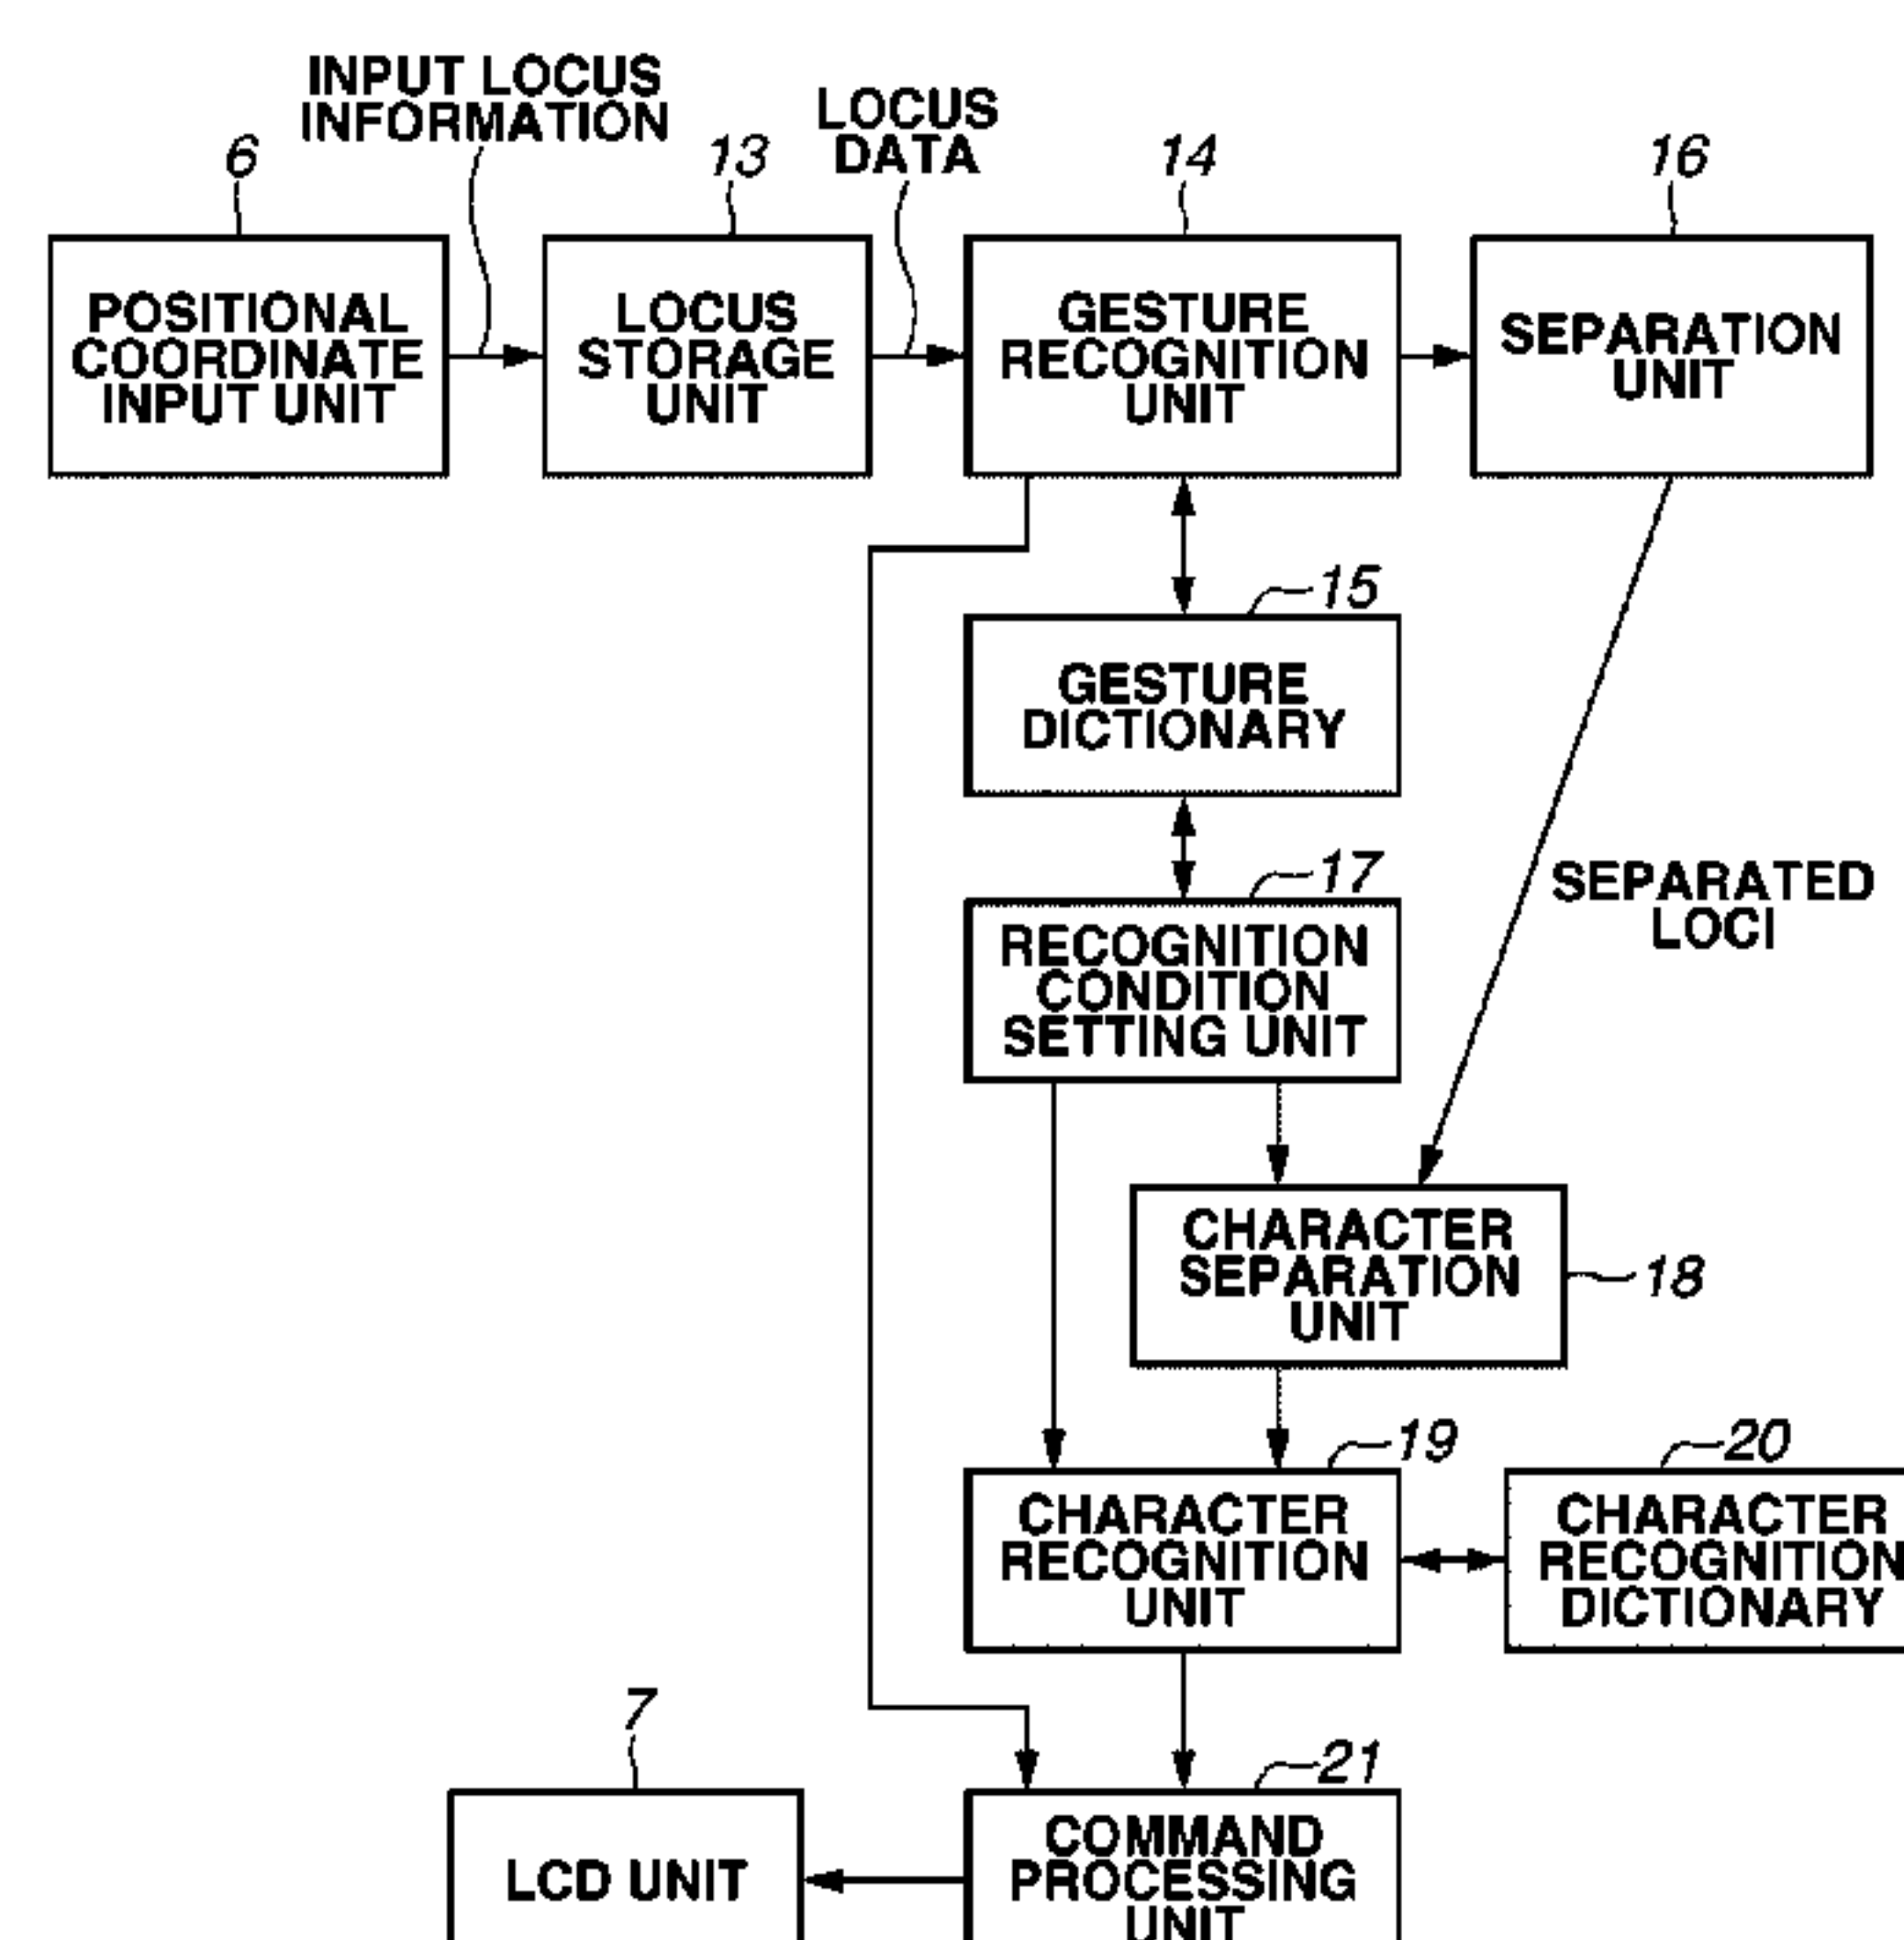 INPUT LOCUS
INFORMATION
LOCUS
DATA
6
13
14
16
POSITIONAL
COORDINATE
INPUT UNIT
LOCUS
STORAGE
UNIT
GESTURE
RECOGNITION
UNIT
SEPARATION
UNIT
15
GESTURE
DICTIONARY
17
RECOGNITION
CONDITION
SETTING UNIT
SEPARATED
LOCI
CHARACTER
SEPARATION
UNIT
18
19
20
CHARACTER
RECOGNITION
UNIT
CHARACTER
RECOGNITION
DICTIONARY
7
21
LCD UNIT
COMMAND
PROCESSING
UNIT